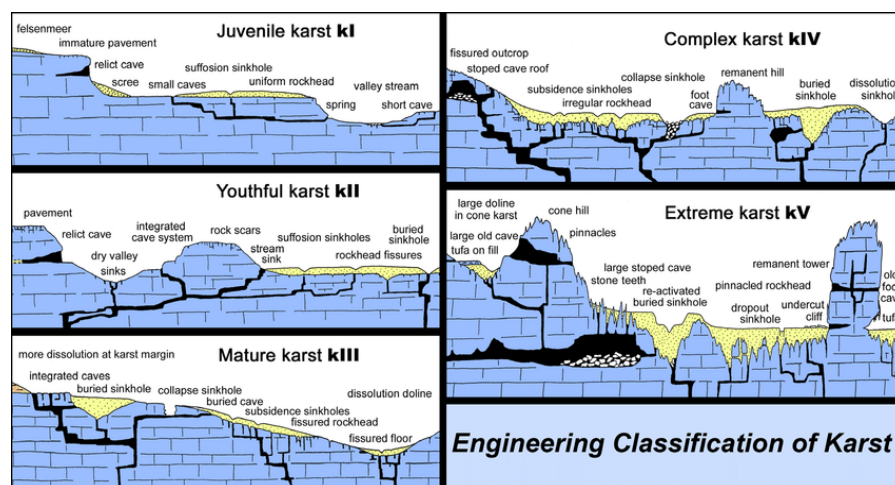 Juvenile karst kI
felsenmeer
immature pavement
relict cave
scree
small caves
suffosion sinkhole
uniform rockhead
spring
valley stream
short cave
Youthful karst kII
pavement
relict cave
dry valley
sinks
integrated
cave system
rock scars
stream
sink
suffosion sinkholes
buried
sinkhole
rockhead fissures
Mature karst kIII
more dissolution at karst margin
integrated caves
buried sinkhole
collapse sinkhole
buried cave
subsidence sinkholes
fissured rockhead
dissolution doline
fissured floor
Complex karst kIV
fissured outcrop
stoped cave roof
subsidence sinkholes
irregular rockhead
collapse sinkhole
foot
cave
remanent hill
buried
sinkhole
dissolution
sinkhol
Extreme karst kV
large doline
in cone karst
large old cave
tufa on fill
cone hill
pinnacles
large stoped cave
stone teeth
re-activated
buried sinkhole
pinnacled rockhead
dropout
sinkhole
remanent tower
undercut
cliff
old
foo
cav
tufa
Engineering Classification of Karst